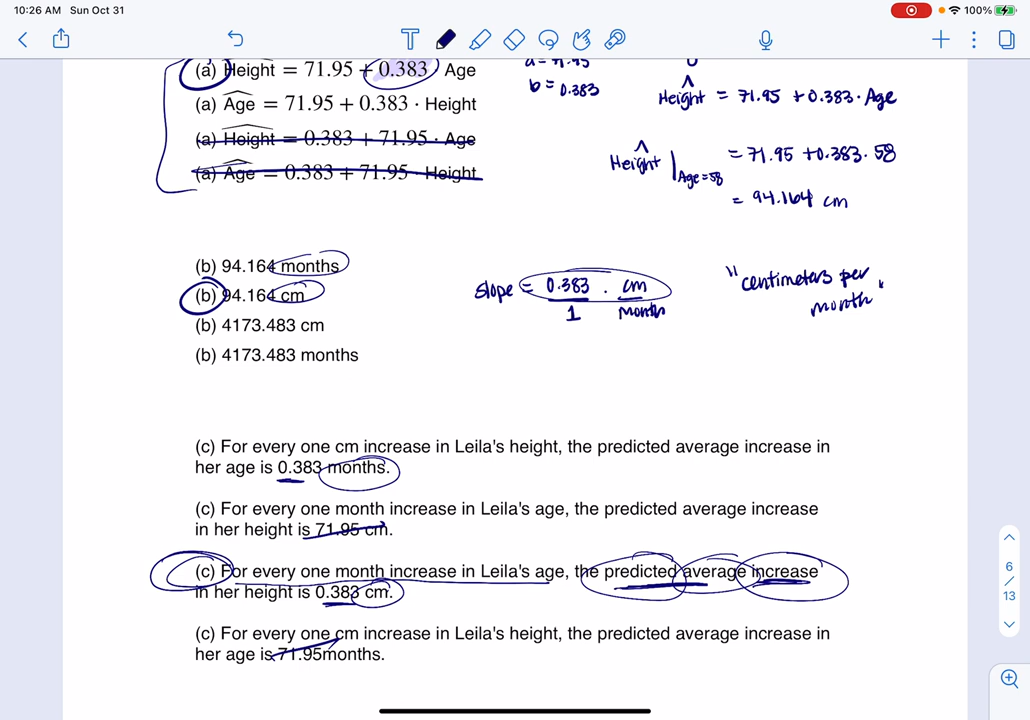 10:26 AM Sun Oct 31
100%
(a) Height = 71.95 + 0.383 · Age
a = 71.95
b = 0.383
Height = 71.95 + 0.383 · Age
(a) Age = 71.95 + 0.383 · Height
(a) Height = 0.383 + 71.95 · Age
Height | Age = 58 = 71.95 + 0.383 · 58
(a) Age = 0.383 + 71.95 · Height
= 94.164 cm
(b) 94.164 months
(b) 94.164 cm
slope = 0.383 . cm
1 month
"centimeters per
month"
(b) 4173.483 cm
(b) 4173.483 months
(c) For every one cm increase in Leila's height, the predicted average increase in
her age is 0.383 months.
(c) For every one month increase in Leila's age, the predicted average increase
in her height is 71.95 cm.
(c) For every one month increase in Leila's age, the predicted average increase
in her height is 0.383 cm.
(c) For every one cm increase in Leila's height, the predicted average increase in
her age is 71.95months.
6
/
13